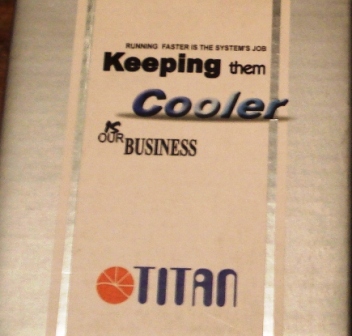 RUNNING FASTER IS THE SYSTEM'S JOB
Keeping them
Cooler
is
OUR BUSINESS
TITAN